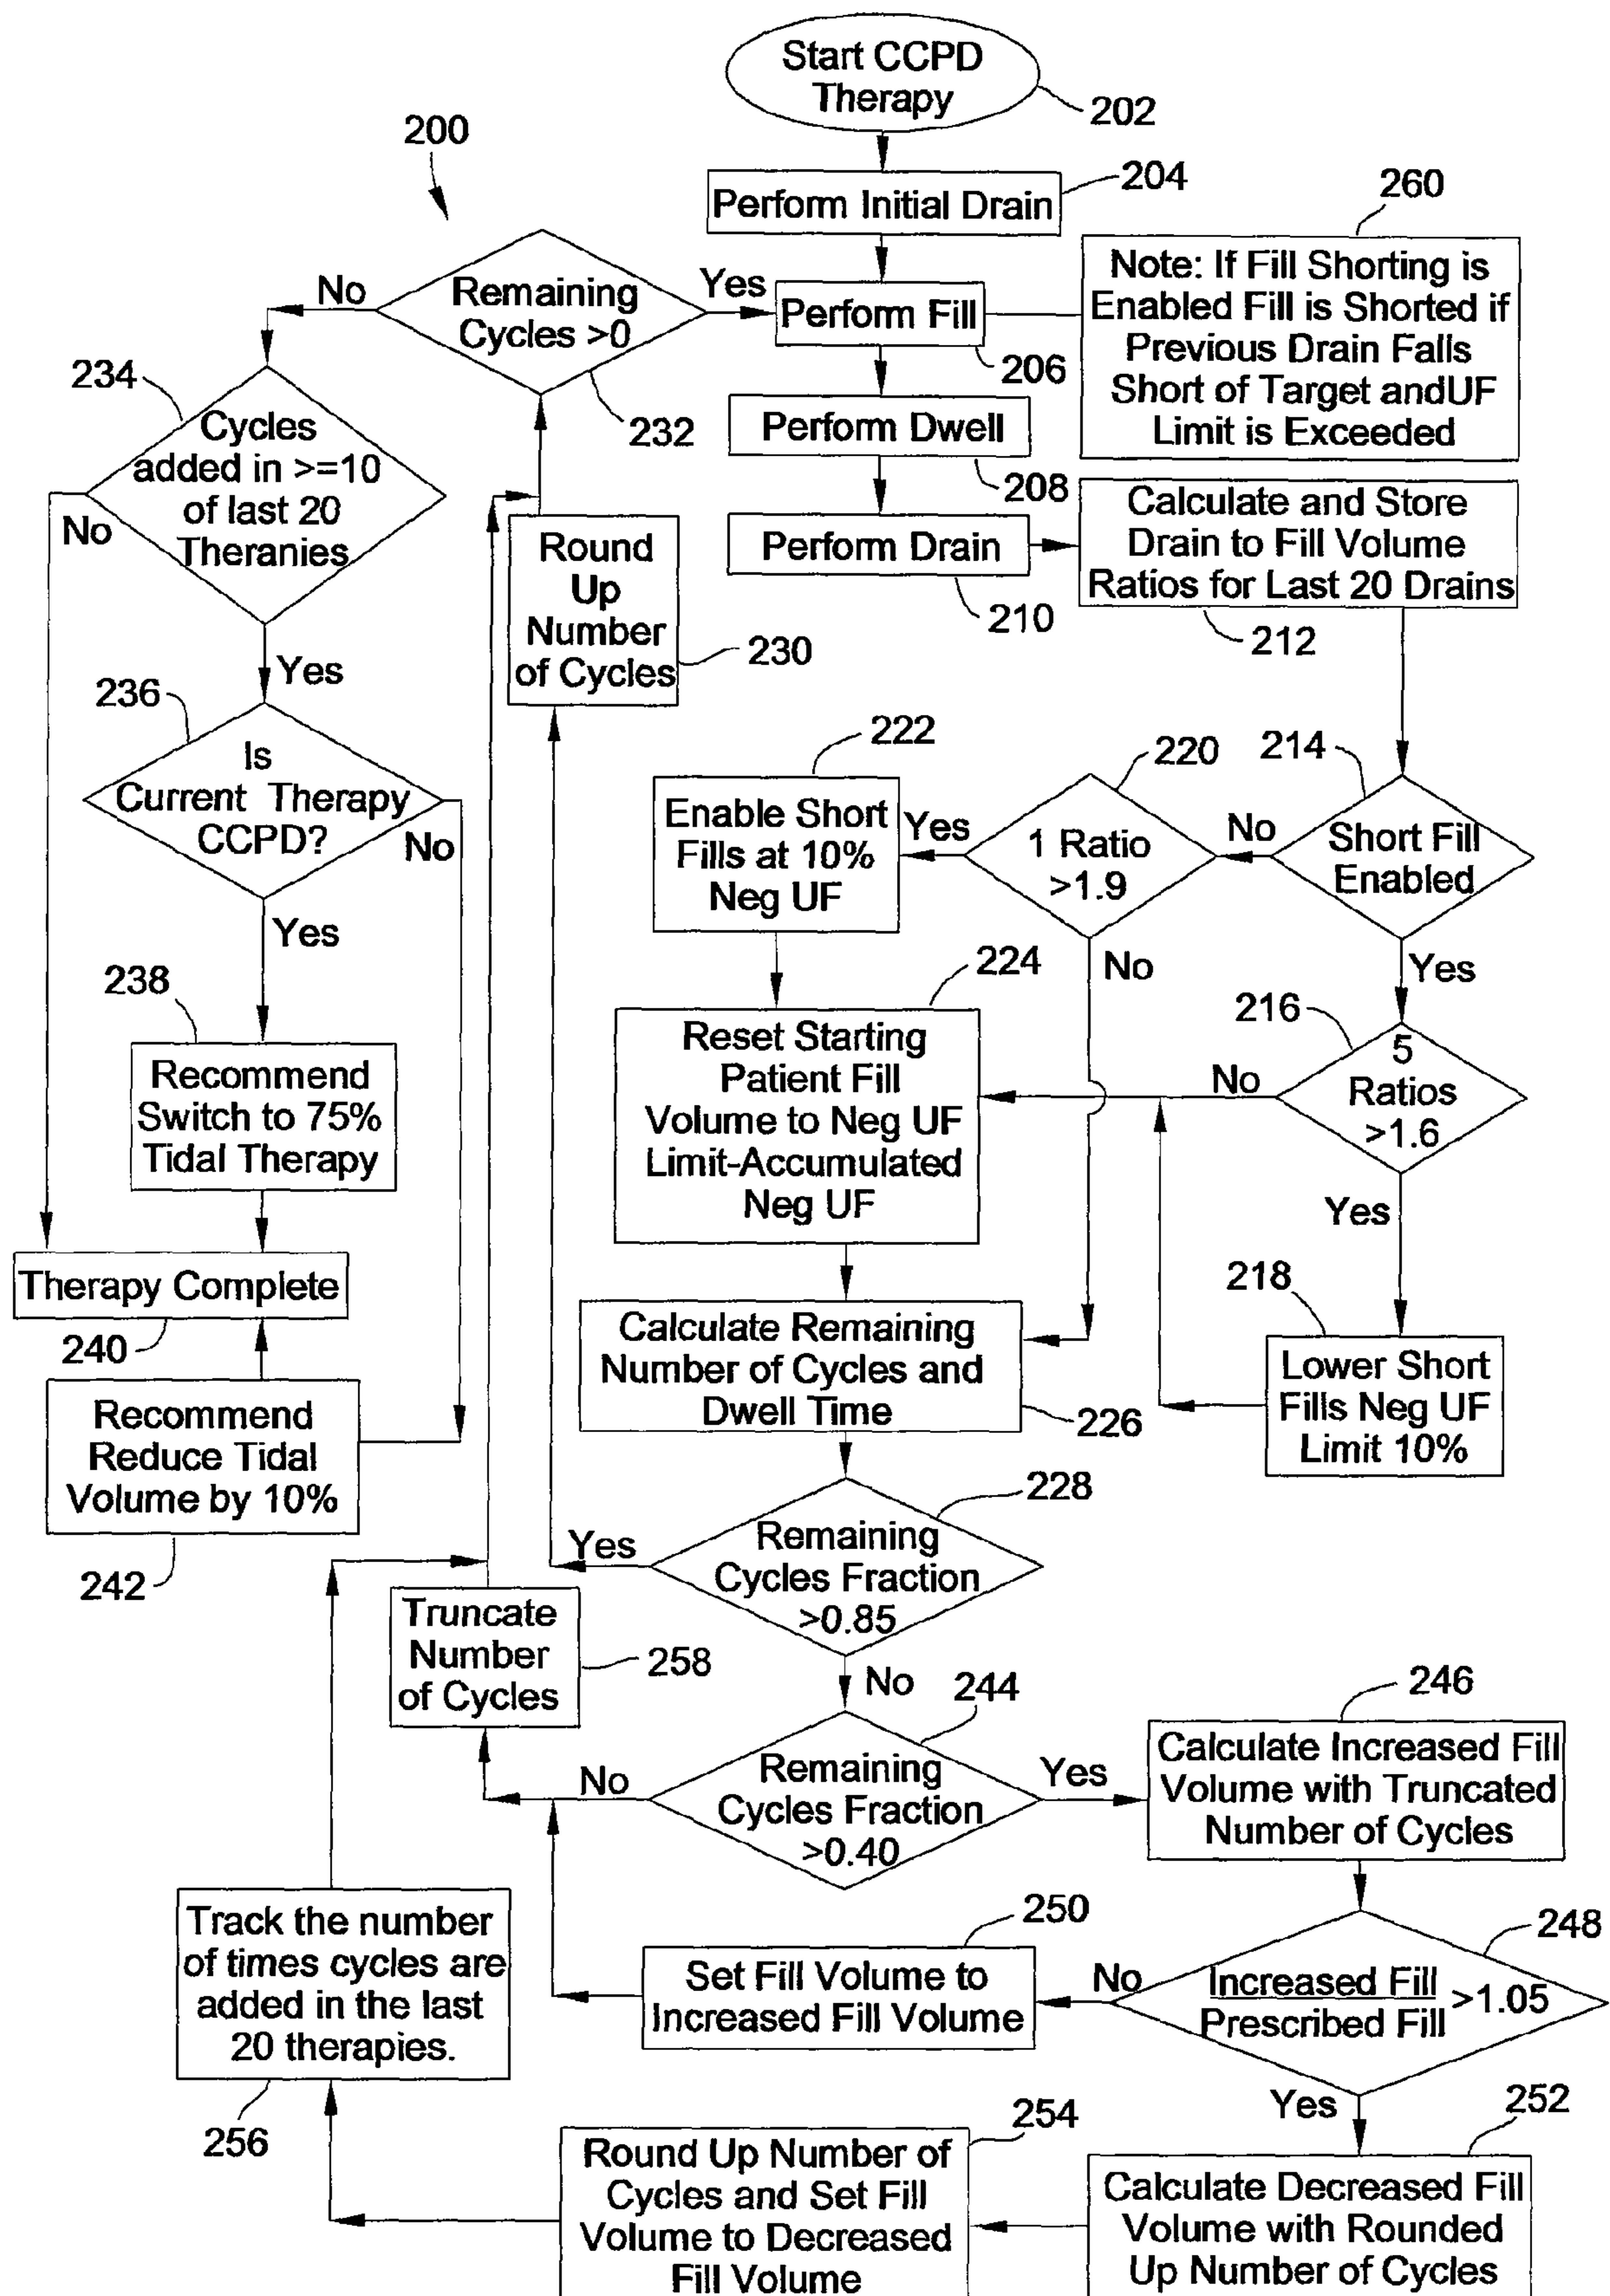 Start CCPD
Therapy
202
200
Perform Initial Drain
204
260
Note: If Fill Shorting is
Enabled Fill is Shorted if
Previous Drain Falls
Short of Target andUF
Limit is Exceeded
No
Remaining
Cycles >0
Yes
232
Perform Fill
206
Perform Dwell
208
Perform Drain
210
Calculate and Store
Drain to Fill Volume
Ratios for Last 20 Drains
212
234
Cycles
added in >=10
of last 20
Theranies
No
Yes
Round
Up
Number
of Cycles
230
236
Is
Current Therapy
CCPD?
No
Yes
222
Enable Short
Fills at 10%
Neg UF
Yes
220
1 Ratio
>1.9
No
No
214
Short Fill
Enabled
Yes
238
Recommend
Switch to 75%
Tidal Therapy
224
Reset Starting
Patient Fill
Volume to Neg UF
Limit-Accumulated
Neg UF
216
5
Ratios
>1.6
No
Yes
Therapy Complete
240
218
Lower Short
Fills Neg UF
Limit 10%
Calculate Remaining
Number of Cycles and
Dwell Time
226
Recommend
Reduce Tidal
Volume by 10%
242
228
Remaining
Cycles Fraction
>0.85
Yes
No
Truncate
Number
of Cycles
258
244
Remaining
Cycles Fraction
>0.40
No
Yes
246
Calculate Increased Fill
Volume with Truncated
Number of Cycles
Track the number
of times cycles are
added in the last
20 therapies.
256
250
Set Fill Volume to
Increased Fill Volume
No
248
Increased Fill
Prescribed Fill
>1.05
Yes
254
Round Up Number of
Cycles and Set Fill
Volume to Decreased
Fill Volume
252
Calculate Decreased Fill
Volume with Rounded
Up Number of Cycles